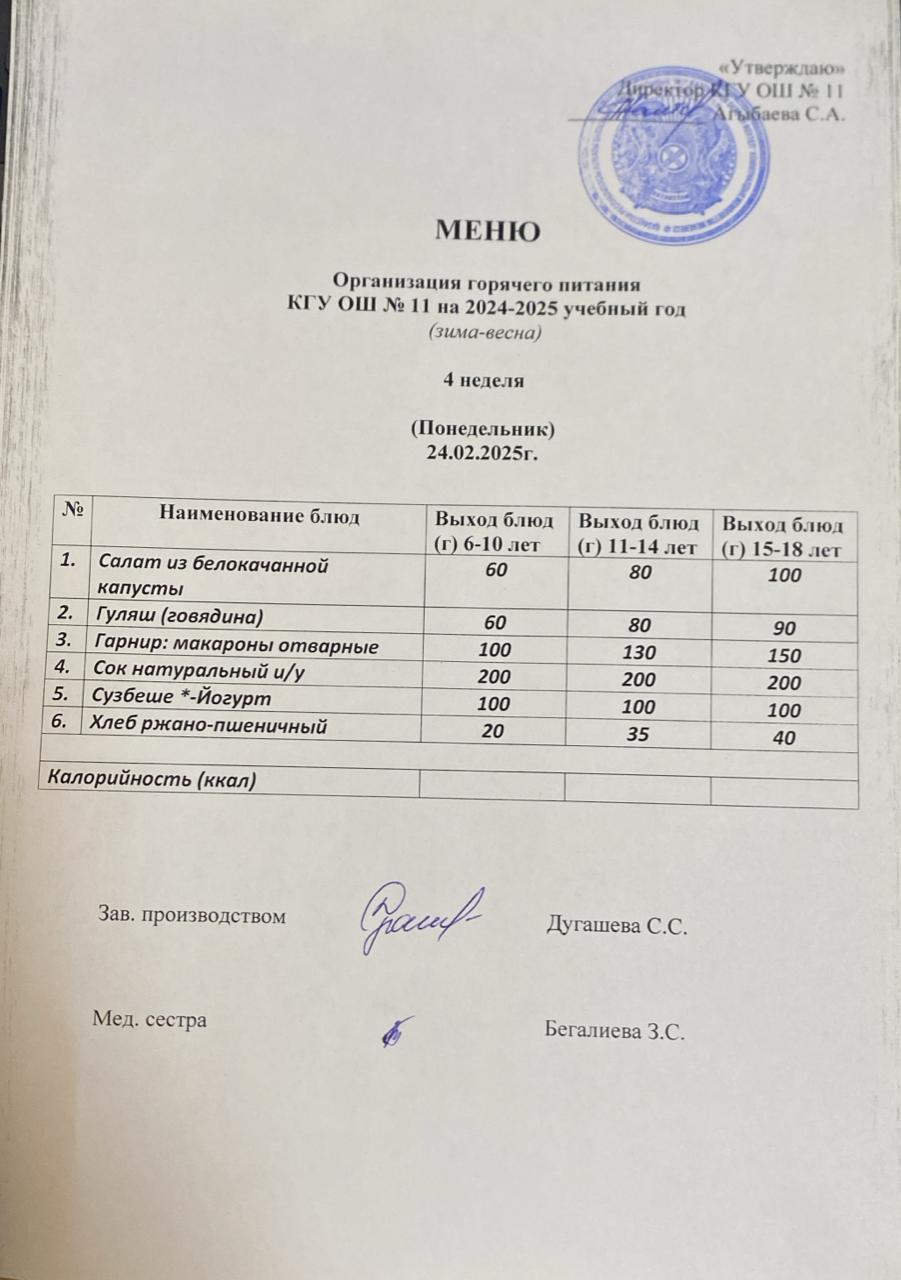 «Утверждаю»
Директор КГУ ОШ № 11
Агыбаева С.А.
МЕНЮ
Организация горячего питания
КГУ ОШ № 11 на 2024-2025 учебный год
(зима-весна)
4 неделя
(Понедельник)
24.02.2025г.
№ Наименование блюд Выход блюд (г) 6-10 лет Выход блюд (г) 11-14 лет Выход блюд (г) 15-18 лет
1. Салат из белокачанной капусты 60 80 100
2. Гуляш (говядина) 60 80 90
3. Гарнир: макароны отварные 100 130 150
4. Сок натуральный и/у 200 200 200
5. Сузбеше *-Йогурт 100 100 100
6. Хлеб ржано-пшеничный 20 35 40
Калорийность (ккал)
Зав. производством Дугашева С.С.
Мед. сестра Бегалиева З.С.